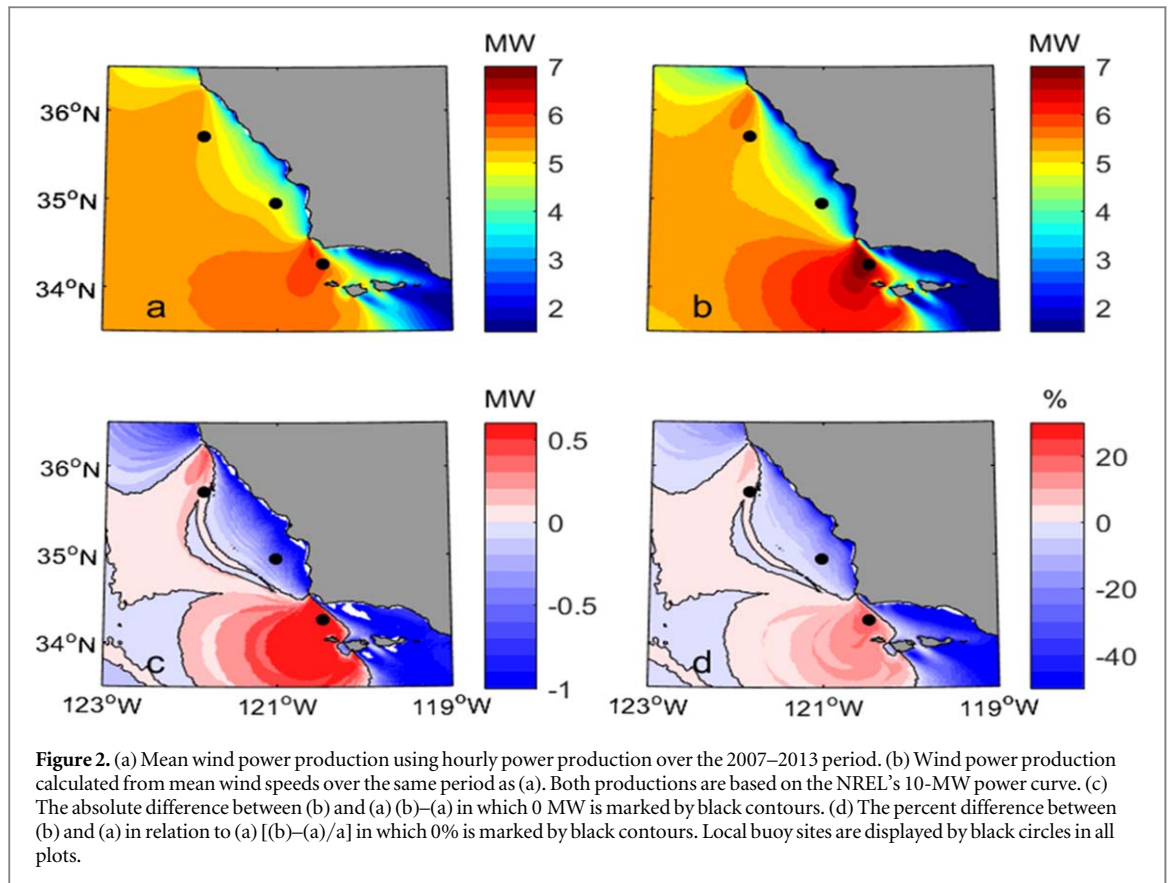 MW
MW
7
6
5
4
3
2
36°N
35°N
34°N
a
7
6
5
4
3
2
b
MW
%
0.5
0
-0.5
-1
36°N
35°N
34°N
c
123°W
121°W
119°W
20
0
-20
-40
d
123°W
121°W
119°W
Figure 2. (a) Mean wind power production using hourly power production over the 2007–2013 period. (b) Wind power production
calculated from mean wind speeds over the same period as (a). Both productions are based on the NREL's 10-MW power curve. (c)
The absolute difference between (b) and (a) (b)–(a) in which 0 MW is marked by black contours. (d) The percent difference between
(b) and (a) in relation to (a) [(b)–(a)/a] in which 0% is marked by black contours. Local buoy sites are displayed by black circles in all
plots.